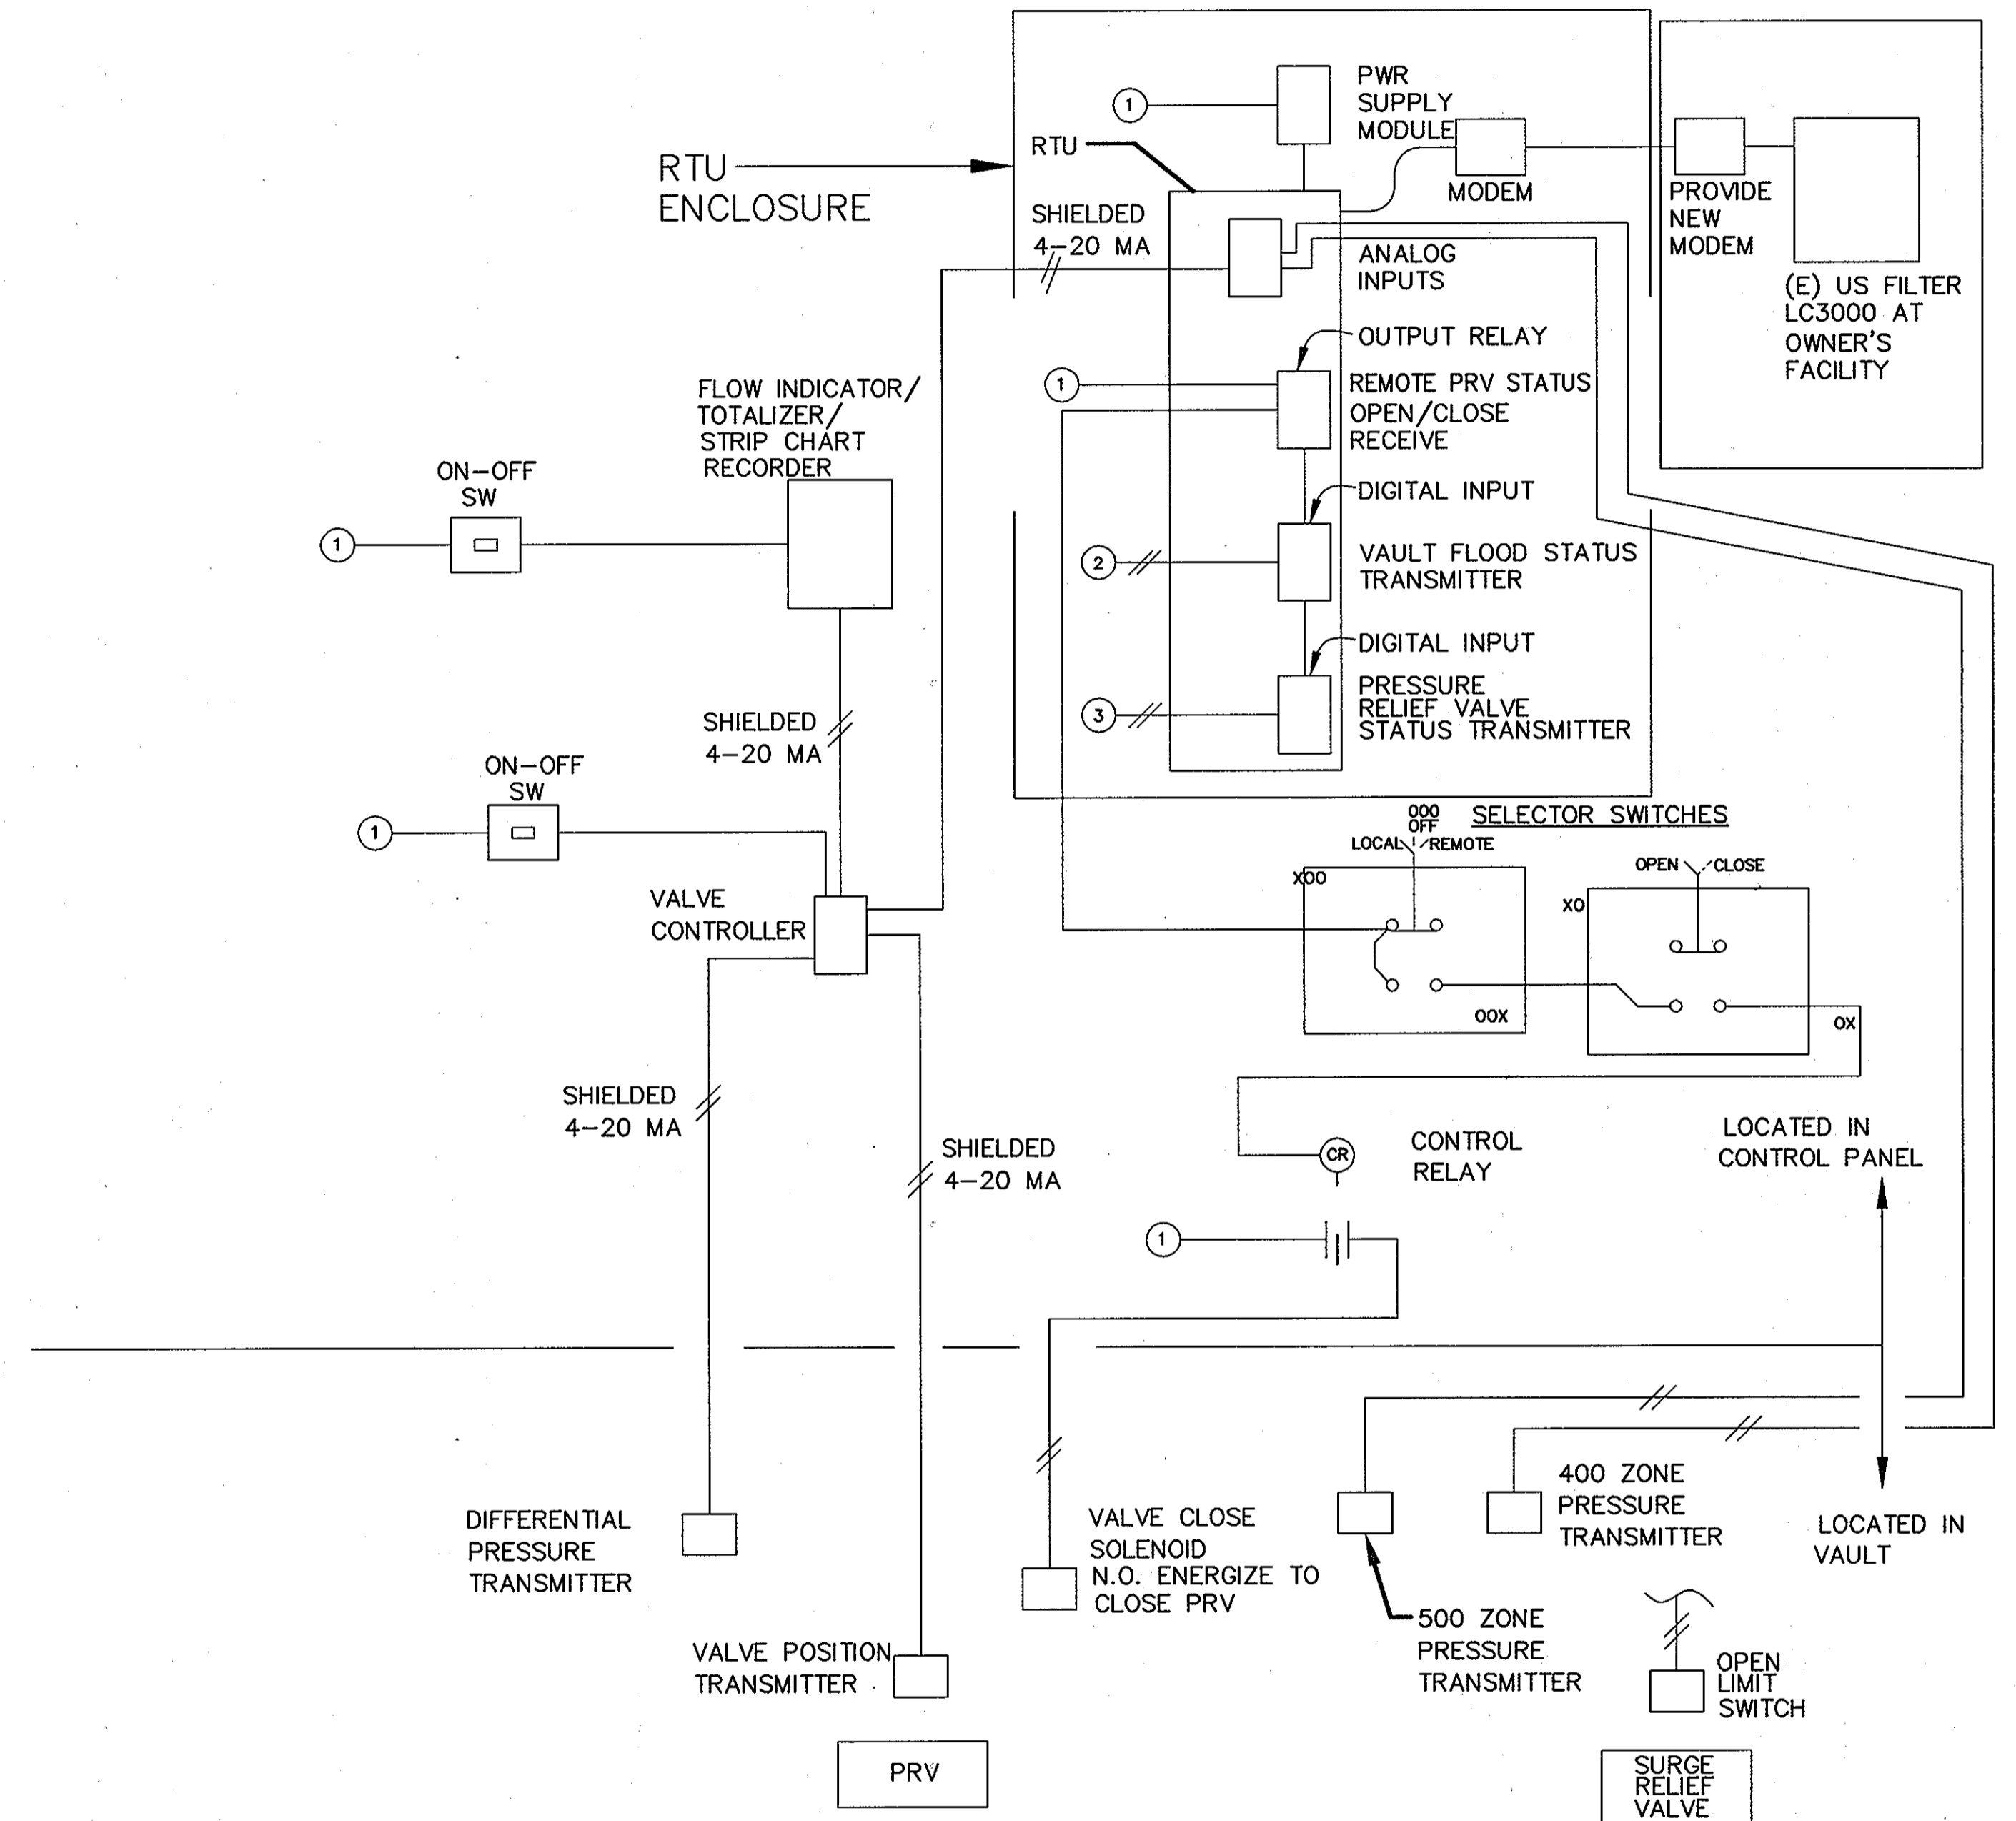 PWR
SUPPLY
MODULE
1
RTU
RTU
ENCLOSURE
MODEM
PROVIDE
NEW
MODEM
SHIELDED
4-20 MA
ANALOG
INPUTS
(E) US FILTER
LC3000 AT
OWNER'S
FACILITY
OUTPUT RELAY
1
REMOTE PRV STATUS
OPEN/CLOSE
RECEIVE
FLOW INDICATOR/
TOTALIZER/
STRIP CHART
RECORDER
ON-OFF
SW
1
DIGITAL INPUT
2
VAULT FLOOD STATUS
TRANSMITTER
DIGITAL INPUT
3
PRESSURE
RELIEF VALVE
STATUS TRANSMITTER
SHIELDED
4-20 MA
ON-OFF
SW
1
SELECTOR SWITCHES
000
OFF
LOCAL
REMOTE
X00
00X
OPEN
CLOSE
XO
OX
VALVE
CONTROLLER
SHIELDED
4-20 MA
SHIELDED
4-20 MA
CR
CONTROL
RELAY
LOCATED IN
CONTROL PANEL
1
DIFFERENTIAL
PRESSURE
TRANSMITTER
VALVE CLOSE
SOLENOID
N.O. ENERGIZE TO
CLOSE PRV
400 ZONE
PRESSURE
TRANSMITTER
LOCATED IN
VAULT
500 ZONE
PRESSURE
TRANSMITTER
VALVE POSITION
TRANSMITTER
OPEN
LIMIT
SWITCH
PRV
SURGE
RELIEF
VALVE